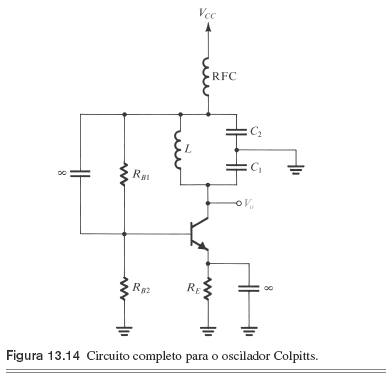 V_CC
RFC
C_2
L
C_1
∞
R_B1
V_o
R_B2
R_E
∞
Figura 13.14 Circuito completo para o oscilador Colpitts.